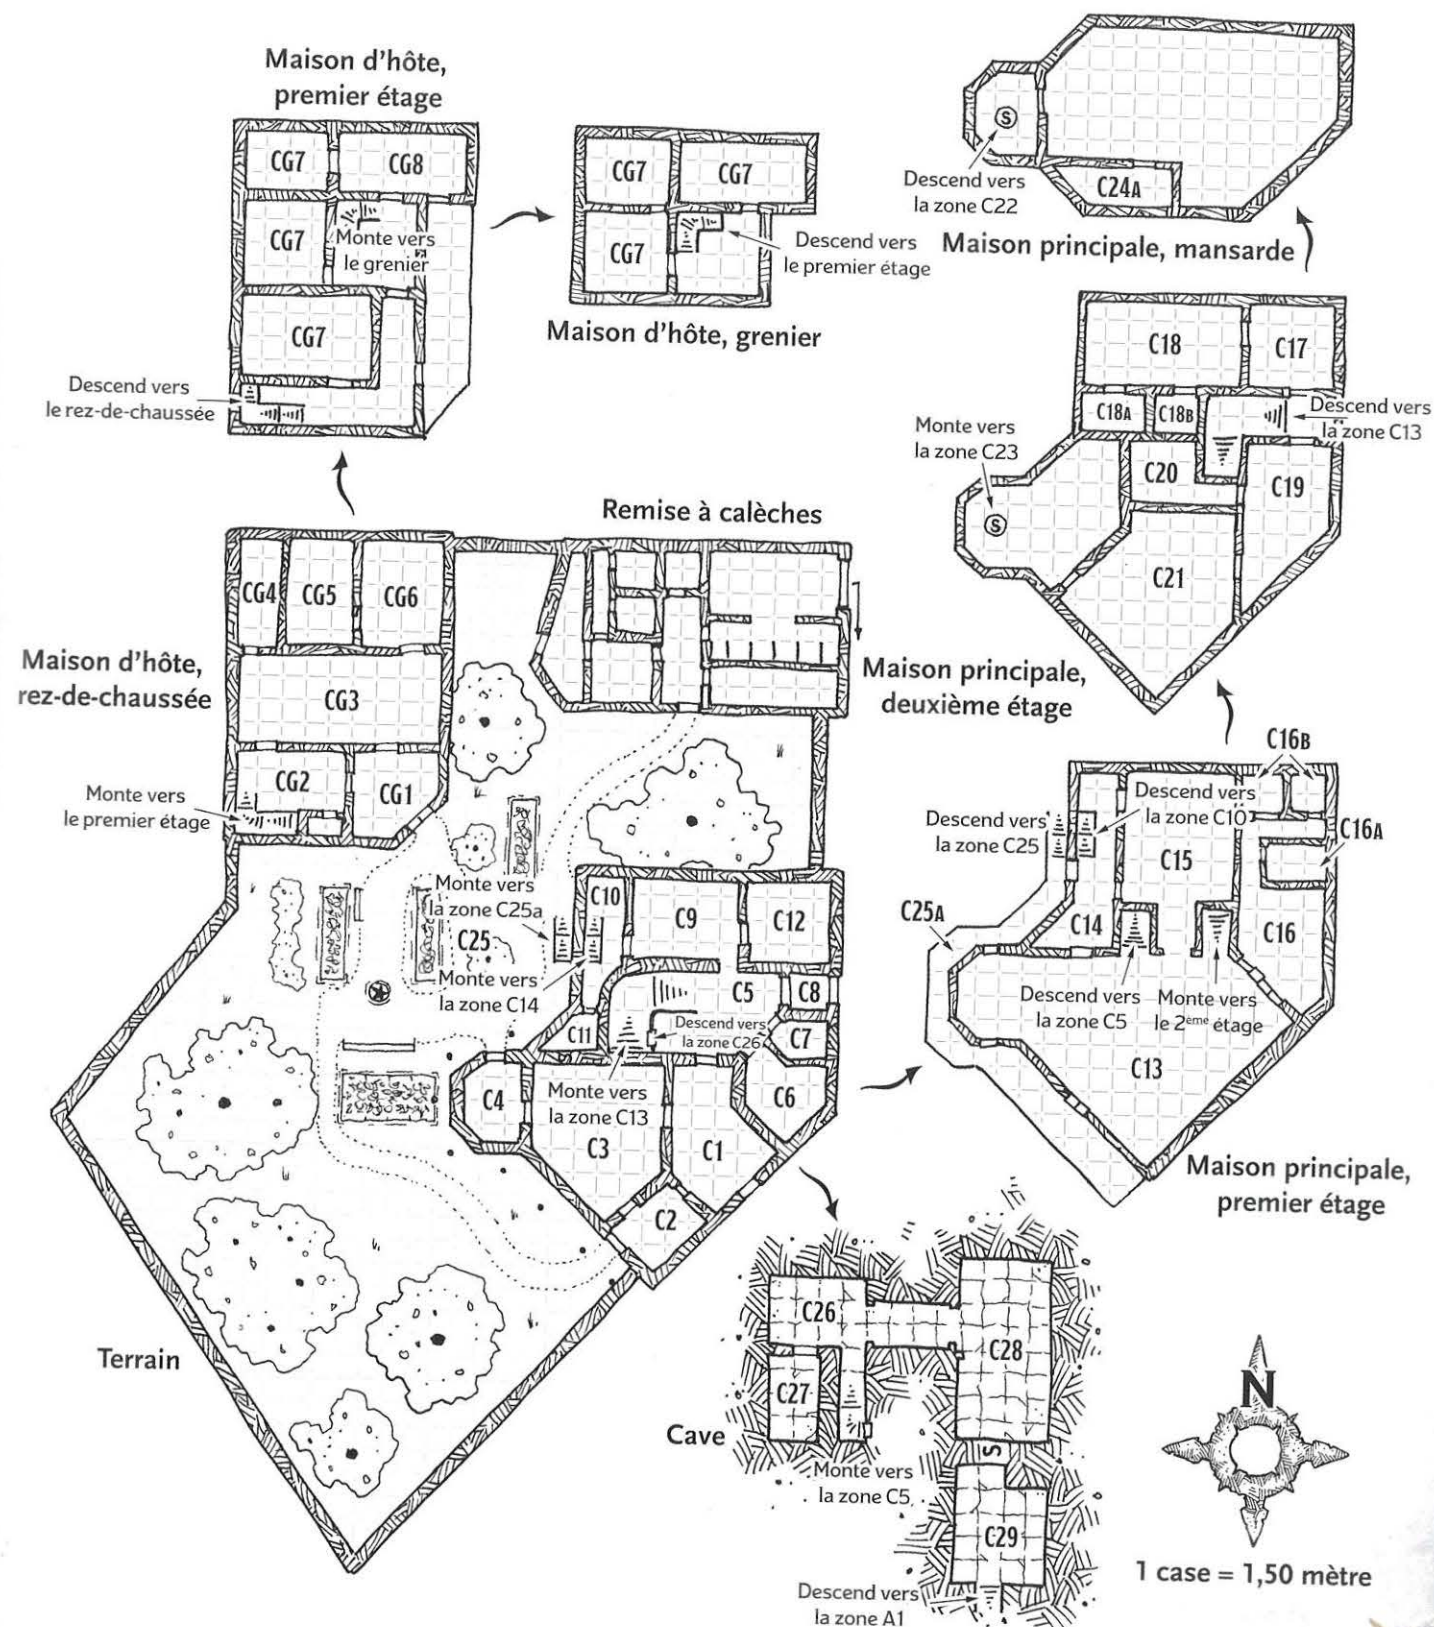 Maison d'hôte,
premier étage
CG7
CG8
CG7
Monte vers
le grenier
CG7
Descend vers
le rez-de-chaussée
CG7
CG7
CG7
Descend vers
le premier étage
Maison d'hôte, grenier
S
Descend vers
la zone C22
C24A
Maison principale, mansarde
C18
C17
C18A
C18B
Descend vers
la zone C13
Monte vers
la zone C23
S
C20
C19
C21
Maison principale,
deuxième étage
Remise à calèches
CG4
CG5
CG6
Maison d'hôte,
rez-de-chaussée
CG3
CG2
CG1
Monte vers
le premier étage
Monte vers
la zone C25a
C25
Monte vers
la zone C14
C10
C9
C12
C5
C8
C7
C11
Descend vers
la zone C26
Monte vers
la zone C13
C4
C3
C1
C6
C2
Terrain
C16B
Descend vers
la zone C10
Descend vers
la zone C25
C16A
C15
C25A
C14
C16
Descend vers
la zone C5
Monte vers
le 2ème étage
C13
Maison principale,
premier étage
C26
C28
C27
Cave
S
Monte vers
la zone C5
C29
Descend vers
la zone A1
N
1 case = 1,50 mètre